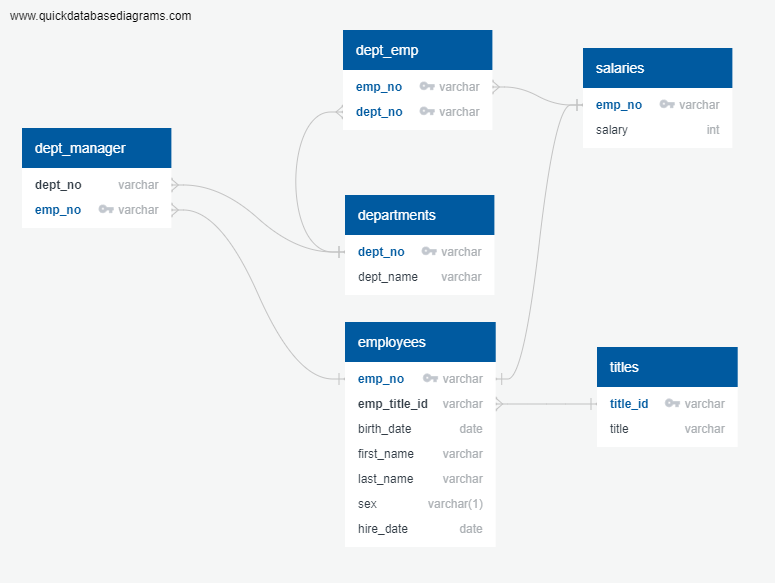 www.quickdatabasediagrams.com
dept_emp
emp_no varchar
dept_no varchar
salaries
emp_no varchar
salary int
dept_manager
dept_no varchar
emp_no varchar
departments
dept_no varchar
dept_name varchar
employees
emp_no varchar
emp_title_id varchar
birth_date date
first_name varchar
last_name varchar
sex varchar(1)
hire_date date
titles
title_id varchar
title varchar